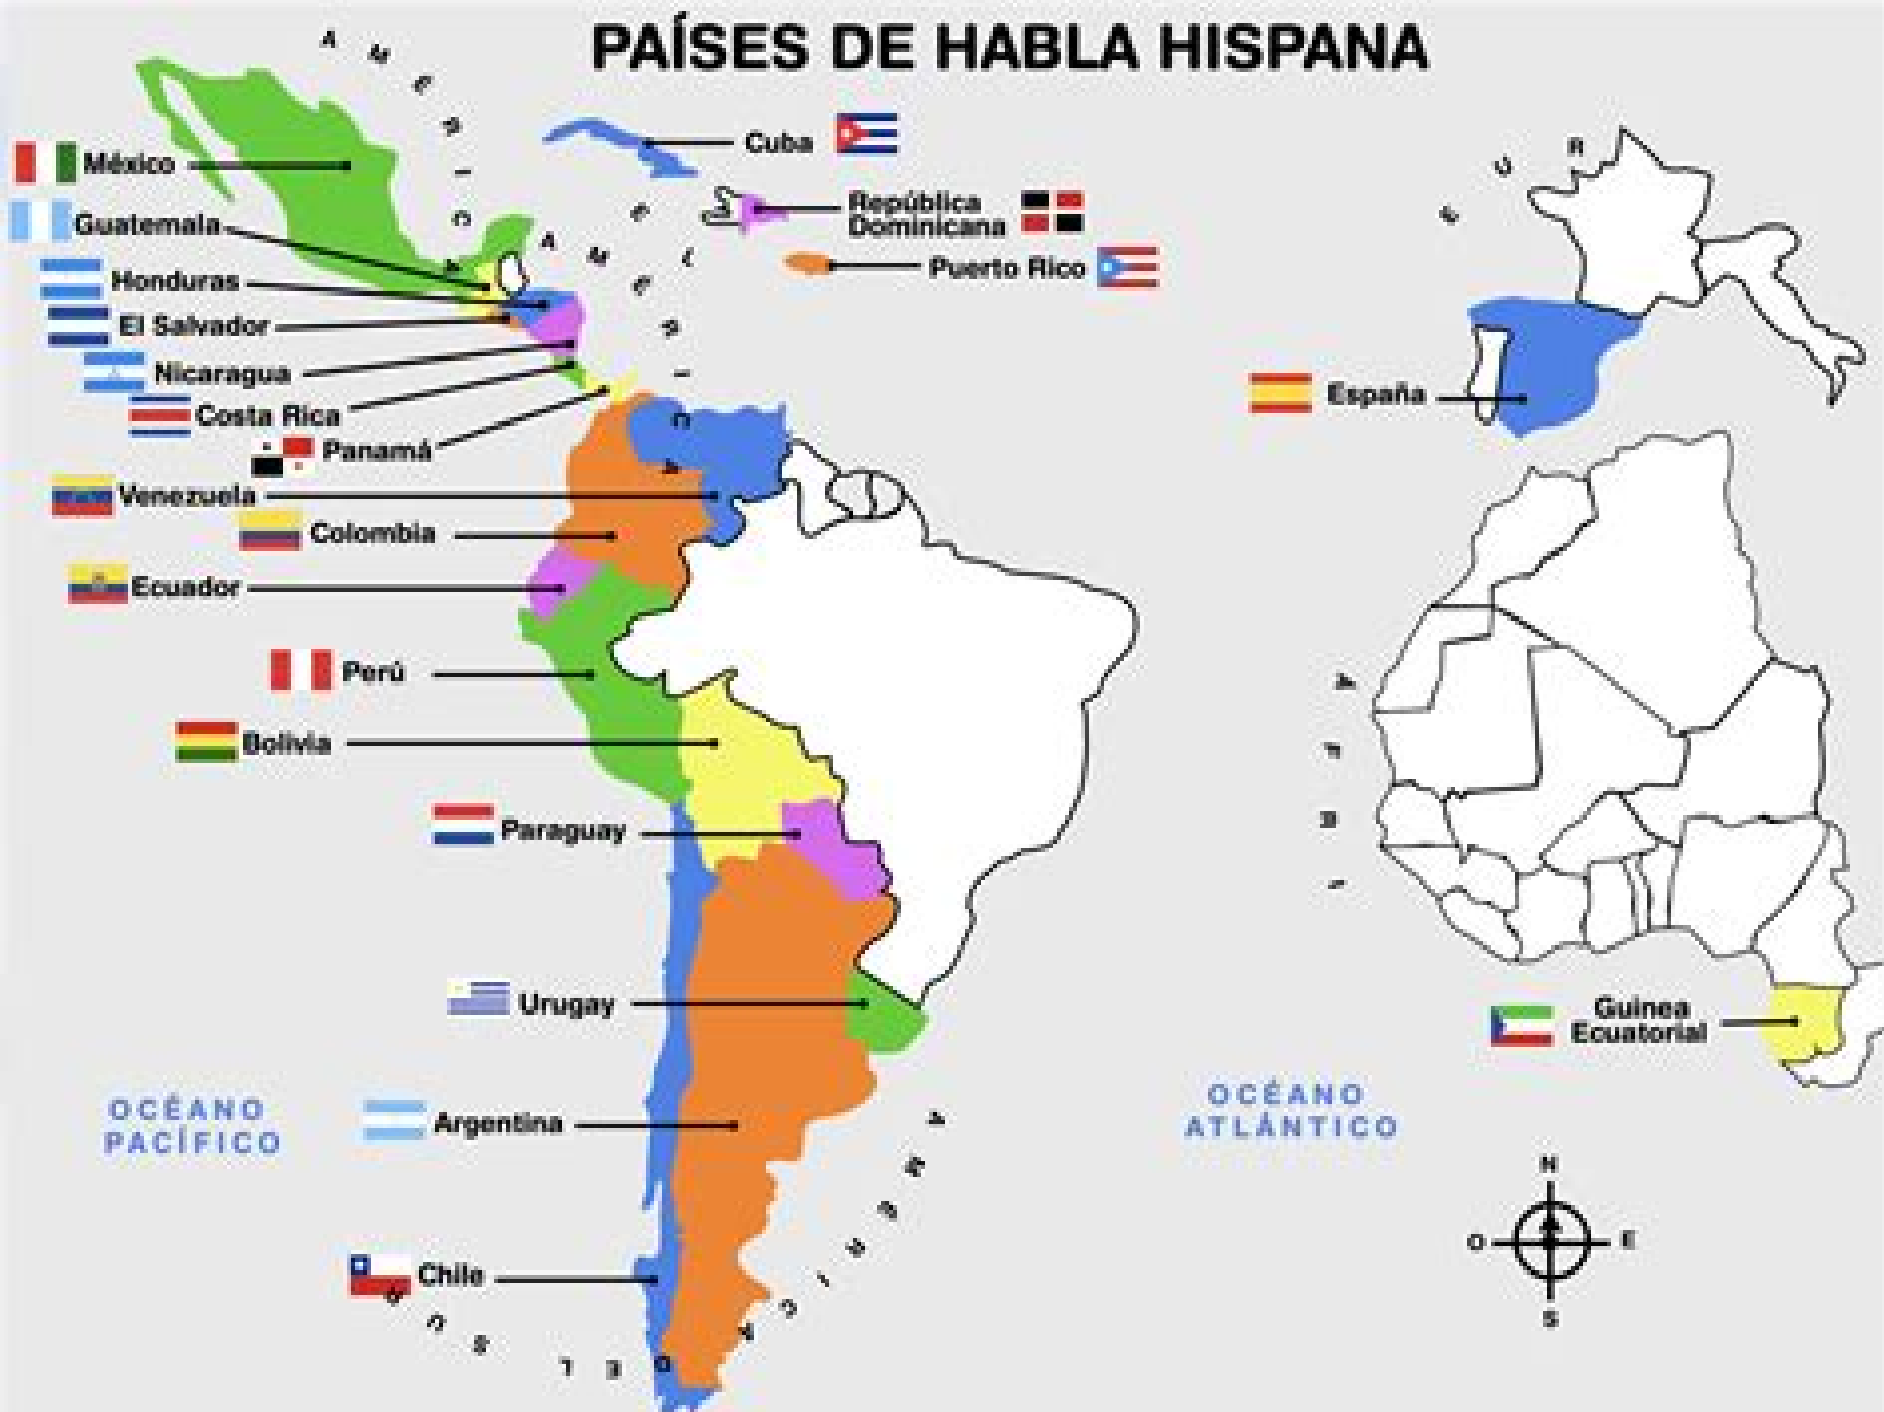 PAÍSES DE HABLA HISPANA
México
Guatemala
Honduras
El Salvador
Nicaragua
Costa Rica
Panamá
Venezuela
Colombia
Ecuador
Perú
Bolivia
Paraguay
Urugay
Argentina
Chile
Cuba
República
Dominicana
Puerto Rico
España
Guinea
Ecuatorial
OCÉANO
PACÍFICO
OCÉANO
ATLÁNTICO
N
O E
S
AMERICA